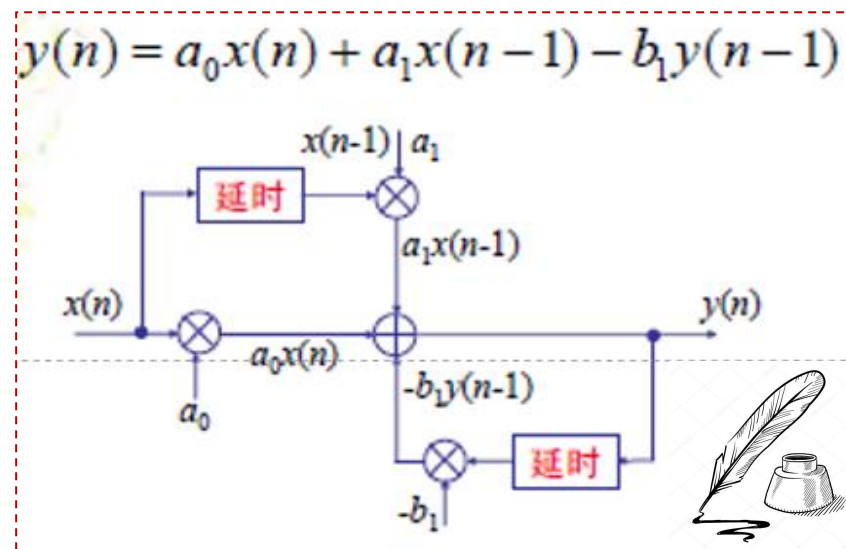 y(n) = a₀x(n) + a₁x(n − 1) − b₁y(n − 1)
x(n-1) a₁
延时
a₁x(n-1)
x(n)
y(n)
a₀x(n)
-b₁y(n-1)
a₀
延时
-b₁